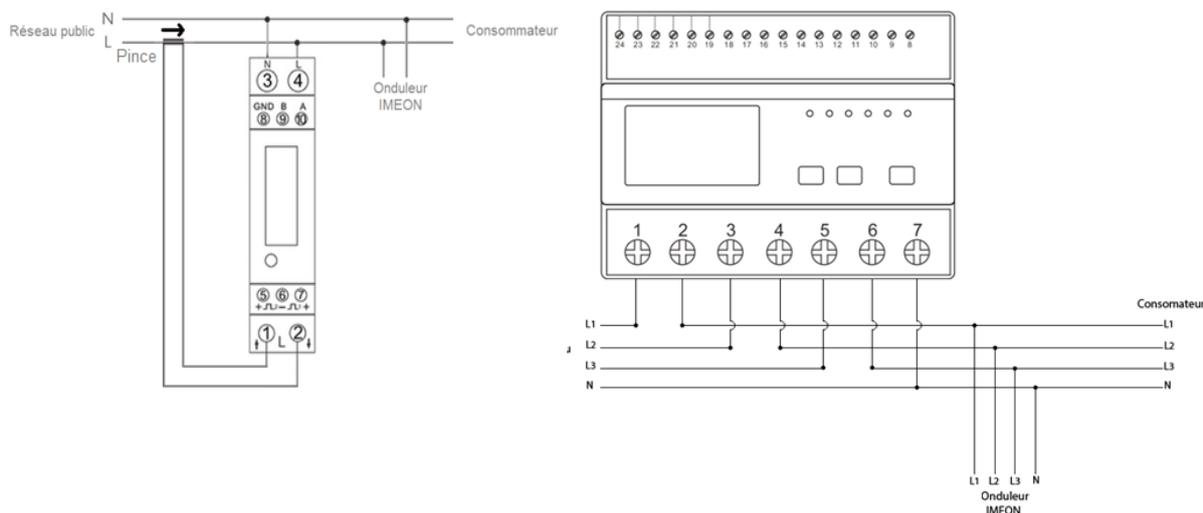 N
Réseau public
Consommateur
L
Pince
N L
3 4
Onduleur
IMEON
GND B A
8 9 10
5 6 7
+ - +
1 L 2
24 23 22 21 20 19 18 17 16 15 14 13 12 11 10 9 8
1 2 3 4 5 6 7
Consomateur
L1 L1
L2 L2
L3 L3
N N
L1 L2 L3 N
Onduleur
IMEON